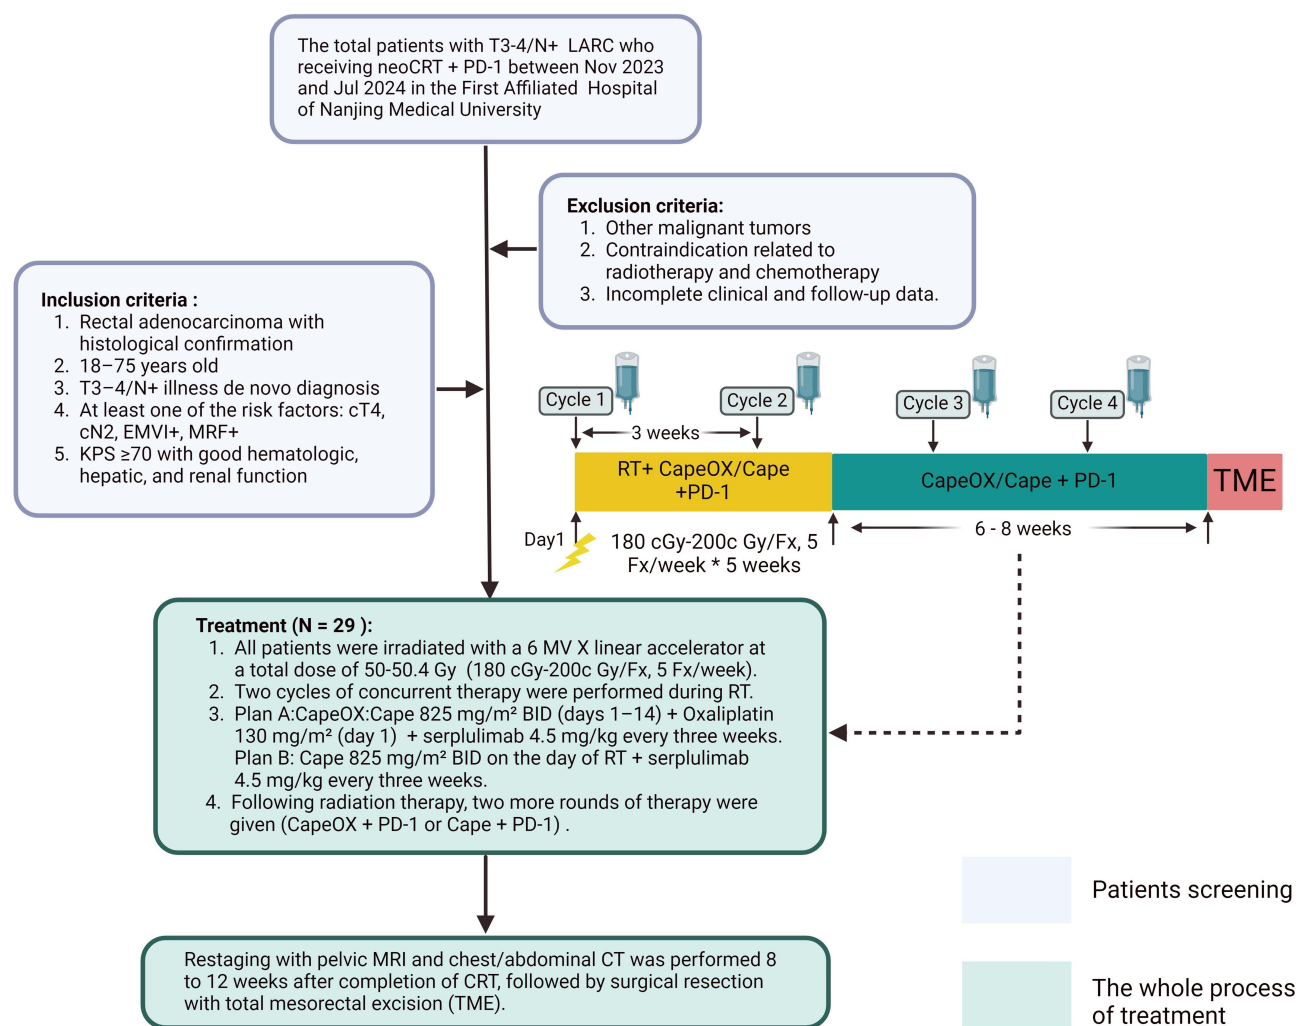 The total patients with T3-4/N+ LARC who
receiving neoCRT + PD-1 between Nov 2023
and Jul 2024 in the First Affiliated Hospital
of Nanjing Medical University
Exclusion criteria:
1. Other malignant tumors
2. Contraindication related to
radiotherapy and chemotherapy
3. Incomplete clinical and follow-up data.
Inclusion criteria :
1. Rectal adenocarcinoma with
histological confirmation
2. 18–75 years old
3. T3–4/N+ illness de novo diagnosis
4. At least one of the risk factors: cT4,
cN2, EMVI+, MRF+
5. KPS ≥70 with good hematologic,
hepatic, and renal function
Cycle 1
Cycle 2
Cycle 3
Cycle 4
3 weeks
RT+ CapeOX/Cape
+PD-1
CapeOX/Cape + PD-1
TME
Day1
180 cGy-200c Gy/Fx, 5
Fx/week * 5 weeks
6 - 8 weeks
Treatment (N = 29 ):
1. All patients were irradiated with a 6 MV X linear accelerator at
a total dose of 50-50.4 Gy (180 cGy-200c Gy/Fx, 5 Fx/week).
2. Two cycles of concurrent therapy were performed during RT.
3. Plan A:CapeOX:Cape 825 mg/m² BID (days 1–14) + Oxaliplatin
130 mg/m² (day 1) + serplulimab 4.5 mg/kg every three weeks.
Plan B: Cape 825 mg/m² BID on the day of RT + serplulimab
4.5 mg/kg every three weeks.
4. Following radiation therapy, two more rounds of therapy were
given (CapeOX + PD-1 or Cape + PD-1) .
Restaging with pelvic MRI and chest/abdominal CT was performed 8
to 12 weeks after completion of CRT, followed by surgical resection
with total mesorectal excision (TME).
Patients screening
The whole process
of treatment